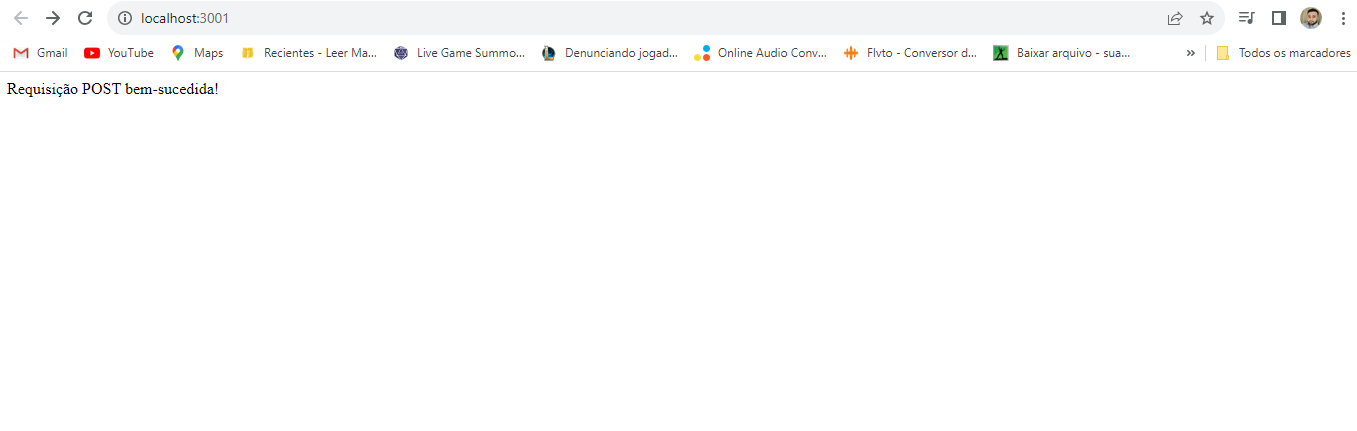 localhost:3001
Gmail YouTube Maps Recientes - Leer Ma... Live Game Summo... Denunciando jogad... Online Audio Conv... Flvto - Conversor d... Baixar arquivo - sua... » Todos os marcadores
Requisição POST bem-sucedida!